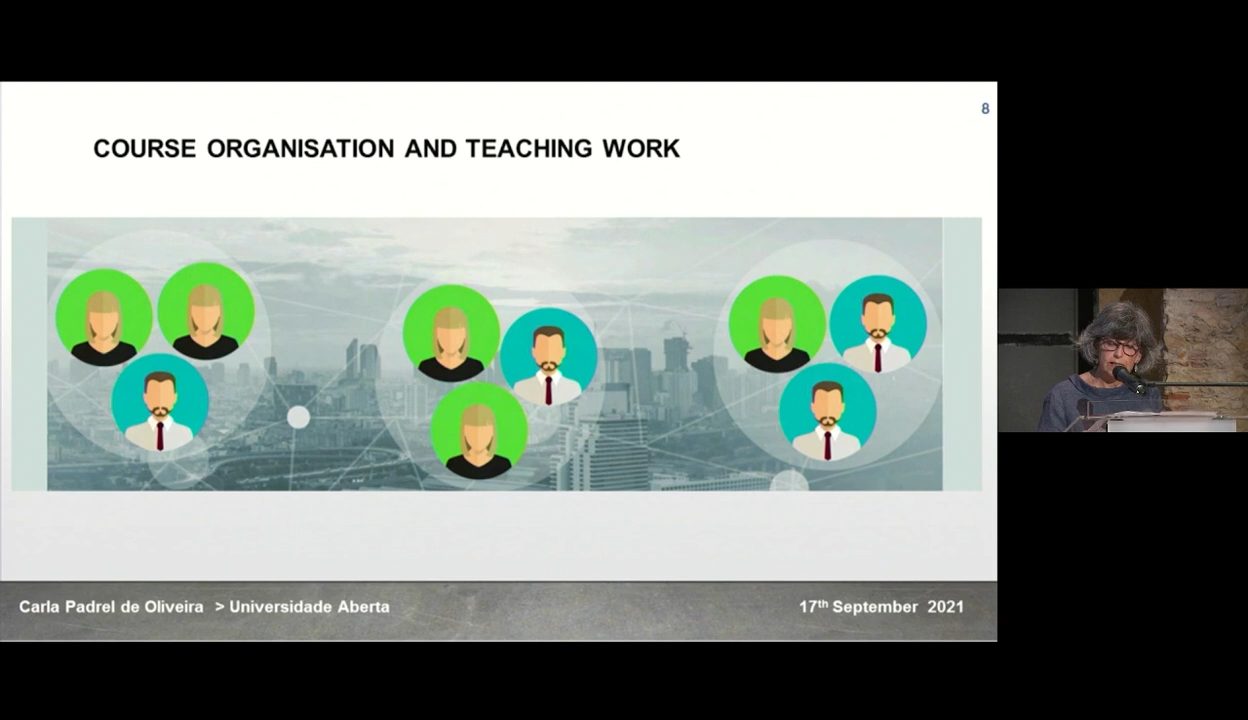 8
COURSE ORGANISATION AND TEACHING WORK
Carla Padrel de Oliveira > Universidade Aberta
17th September 2021